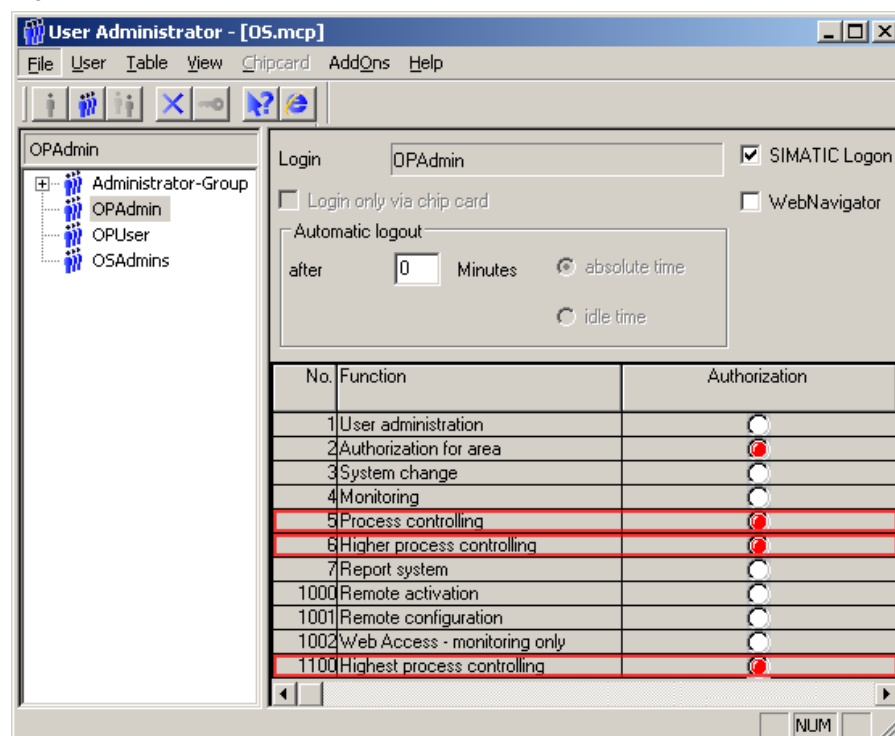 User Administrator - [OS.mcp]
File User Table View Chipcard AddOns Help
OPAdmin
Administrator-Group
OPAdmin
OPUser
OSAdmins
Login OPAdmin
SIMATIC Logon
Login only via chip card
WebNavigator
Automatic logout
after 0 Minutes absolute time
idle time
No. Function Authorization
1 User administration
2 Authorization for area
3 System change
4 Monitoring
5 Process controlling
6 Higher process controlling
7 Report system
1000 Remote activation
1001 Remote configuration
1002 Web Access - monitoring only
1100 Highest process controlling
NUM